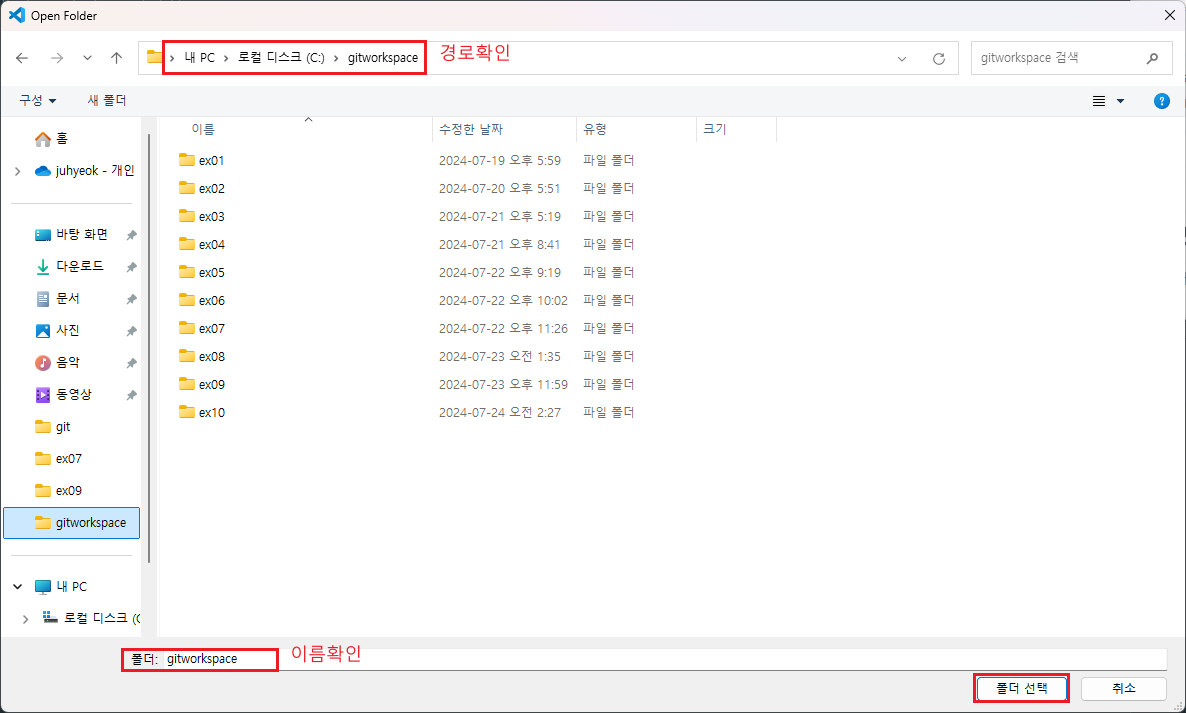 Open Folder
내 PC > 로컬 디스크 (C:) > gitworkspace
경로확인
gitworkspace 검색
구성
새 폴더
이름
수정한 날짜
유형
크기
홈
juhyeok - 개인
바탕 화면
다운로드
문서
사진
음악
동영상
git
ex07
ex09
gitworkspace
내 PC
로컬 디스크 (C
ex01 2024-07-19 오후 5:59 파일 폴더
ex02 2024-07-20 오후 5:51 파일 폴더
ex03 2024-07-21 오후 5:19 파일 폴더
ex04 2024-07-21 오후 8:41 파일 폴더
ex05 2024-07-22 오후 9:19 파일 폴더
ex06 2024-07-22 오후 10:02 파일 폴더
ex07 2024-07-22 오후 11:26 파일 폴더
ex08 2024-07-23 오전 1:35 파일 폴더
ex09 2024-07-23 오후 11:59 파일 폴더
ex10 2024-07-24 오전 2:27 파일 폴더
폴더: gitworkspace
이름확인
폴더 선택
취소